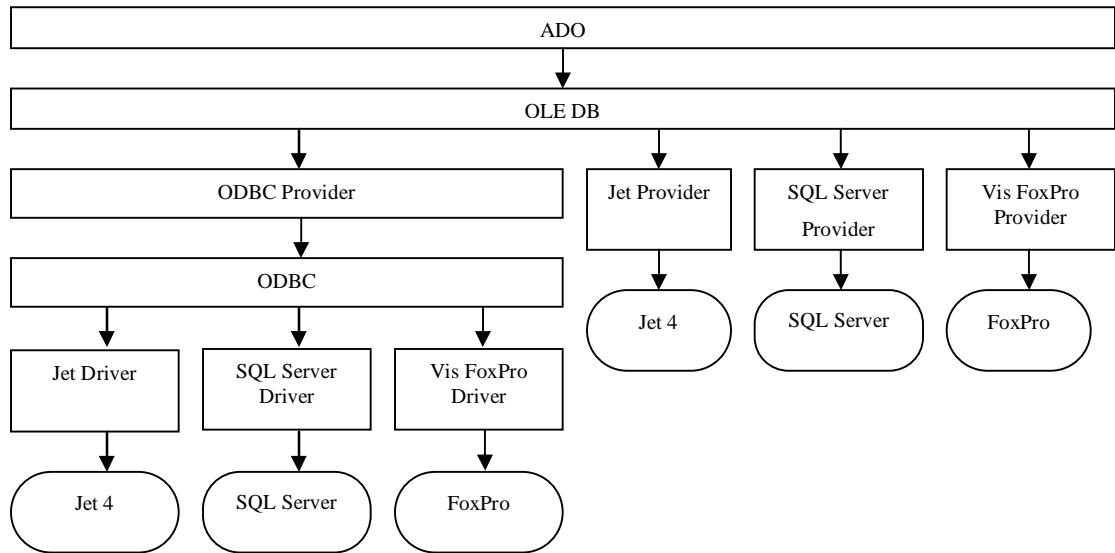 ADO
OLE DB
ODBC Provider
Jet Provider
SQL Server
Provider
Vis FoxPro
Provider
ODBC
Jet 4
SQL Server
FoxPro
Jet Driver
SQL Server
Driver
Vis FoxPro
Driver
Jet 4
SQL Server
FoxPro